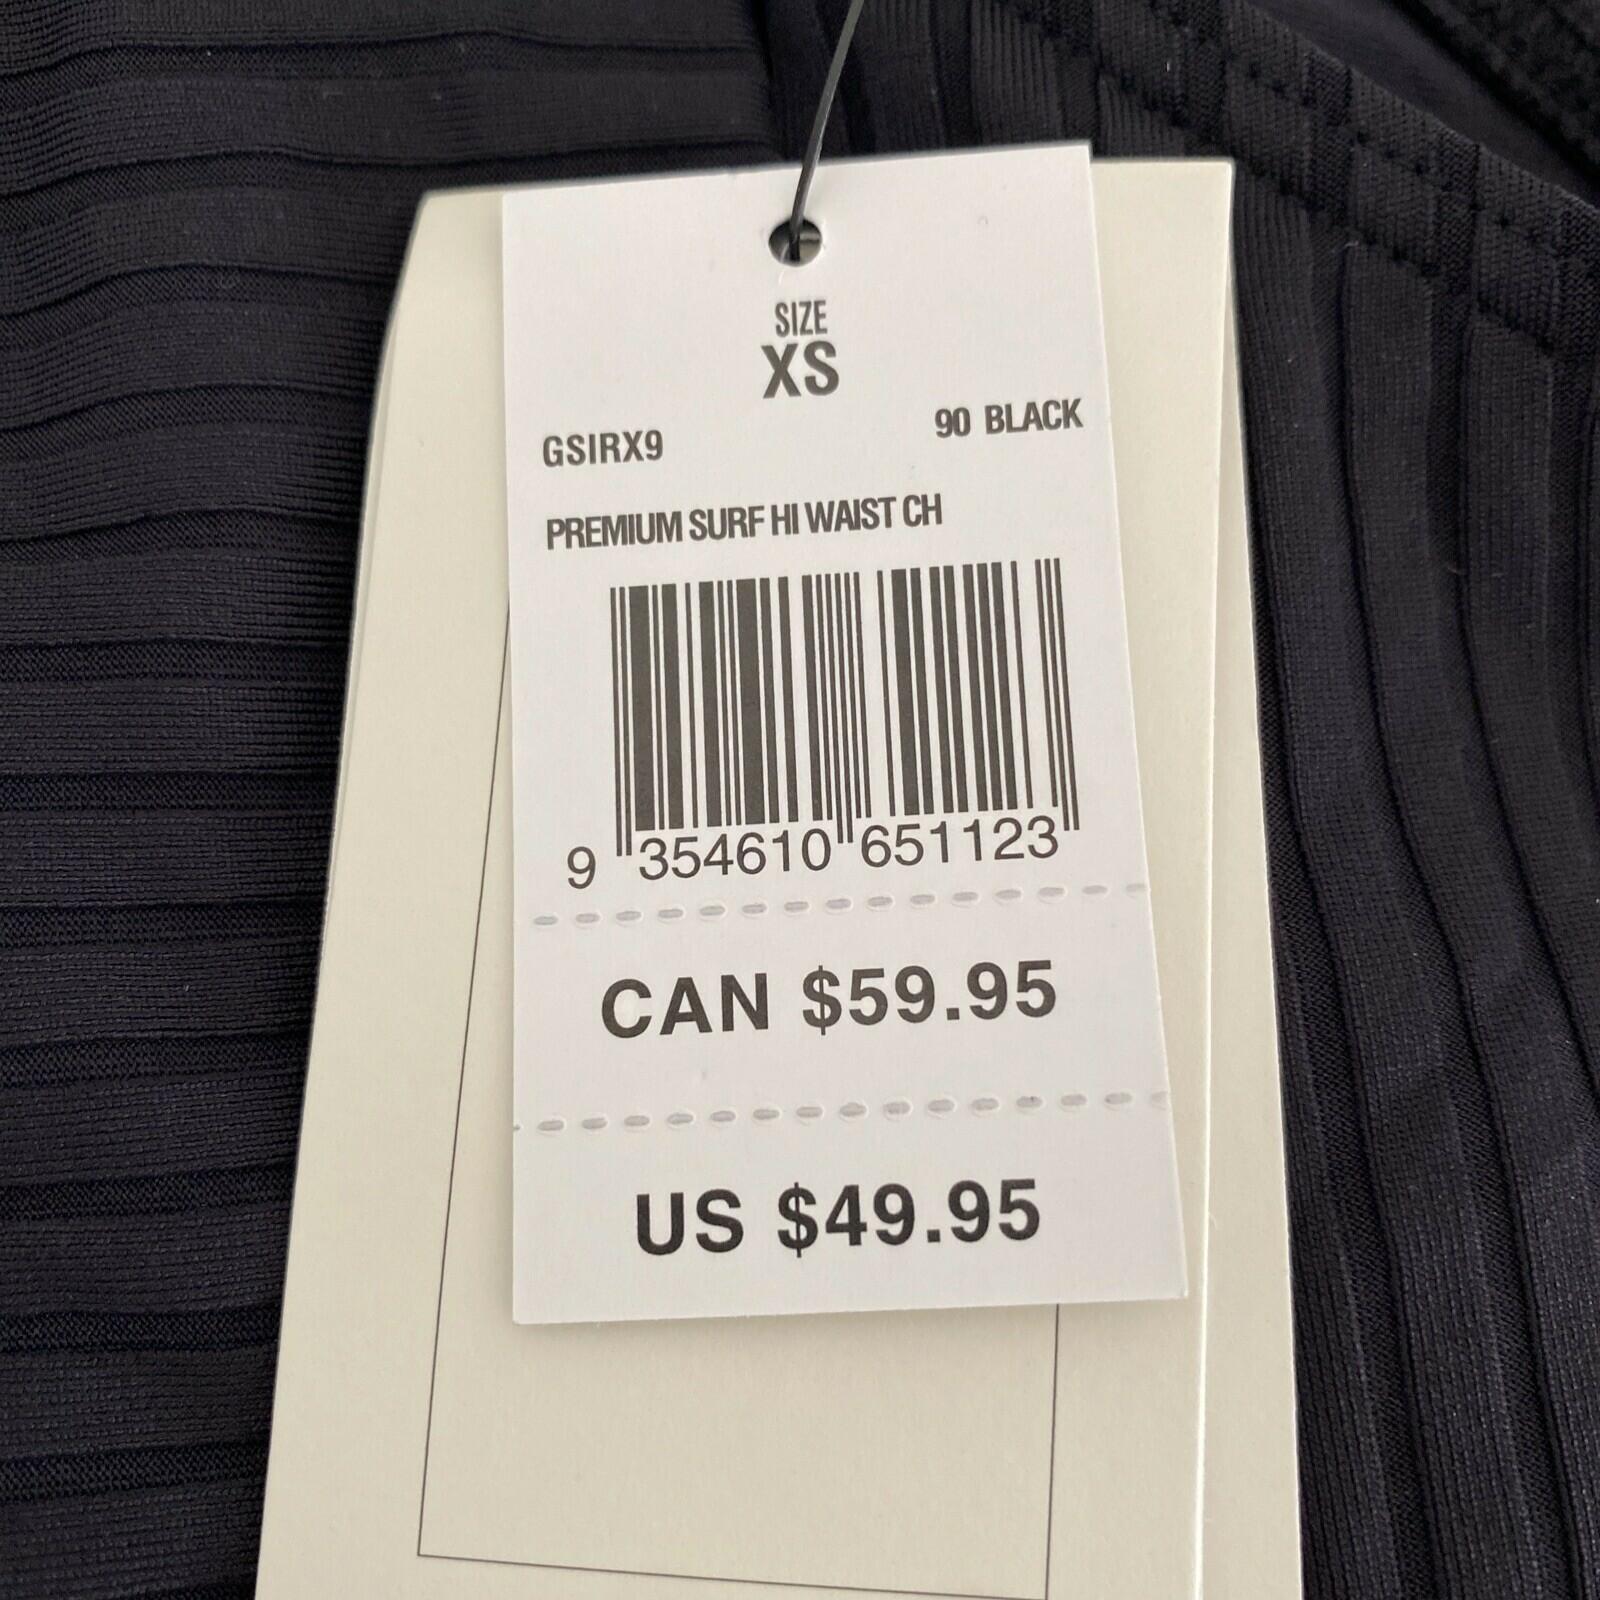 SIZE
XS
GSIRX9 90 BLACK
PREMIUM SURF HI WAIST CH
9 354610 651123
CAN $59.95
US $49.95